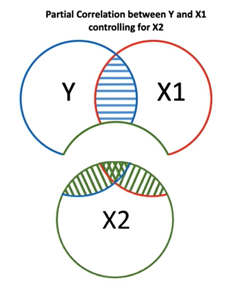 Partial Correlation between Y and X1
controlling for X2
Y X1
X2